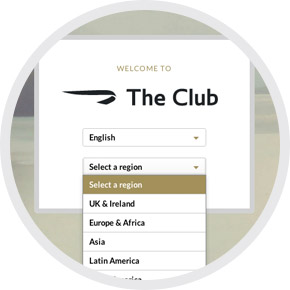 WELCOME TO
The Club
English
Select a region
Select a region
UK & Ireland
Europe & Africa
Asia
Latin America